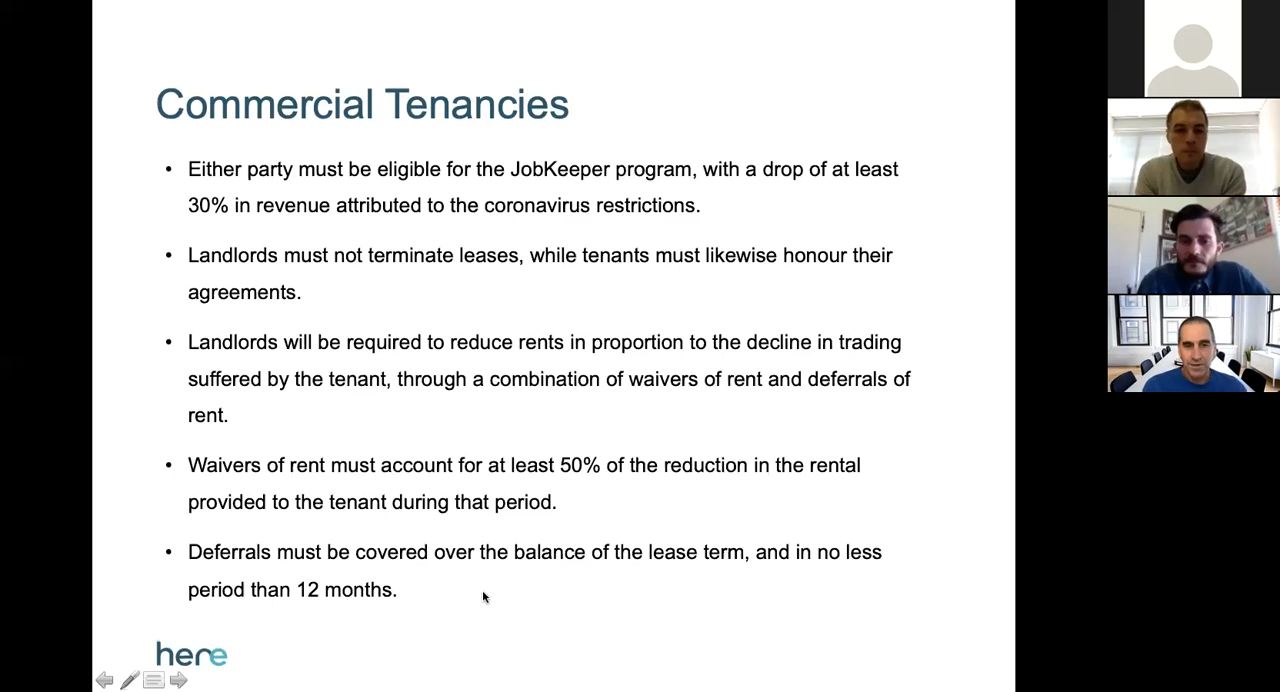 Commercial Tenancies
• Either party must be eligible for the JobKeeper program, with a drop of at least
30% in revenue attributed to the coronavirus restrictions.
• Landlords must not terminate leases, while tenants must likewise honour their
agreements.
• Landlords will be required to reduce rents in proportion to the decline in trading
suffered by the tenant, through a combination of waivers of rent and deferrals of
rent.
• Waivers of rent must account for at least 50% of the reduction in the rental
provided to the tenant during that period.
• Deferrals must be covered over the balance of the lease term, and in no less
period than 12 months.
here